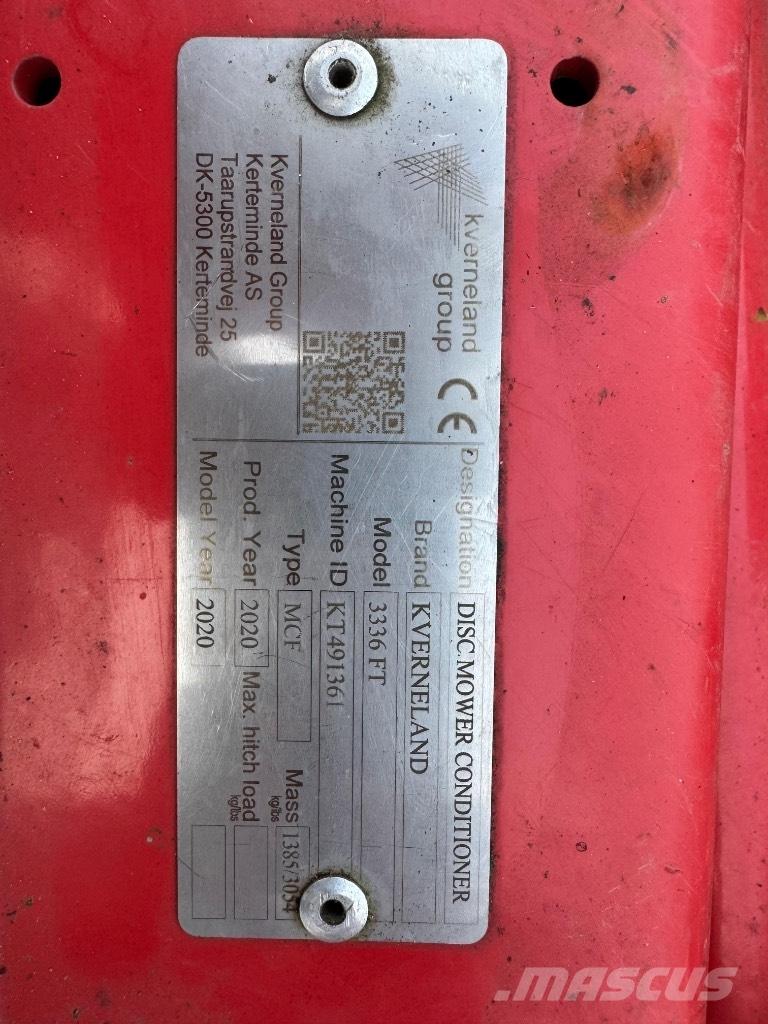 kverneland
group
CE
Kverneland Group
Kerteminde AS
Taarupstrandvej 25
DK-5300 Kerteminde
Designation DISC.MOWER CONDITIONER
Brand KVERNELAND
Model 3336 FT
Machine ID KT491361
Type MCF Mass kg/lbs 1385/3054
Prod. Year 2020 Max. hitch load kg/lbs
Model Year 2020
MASCUS